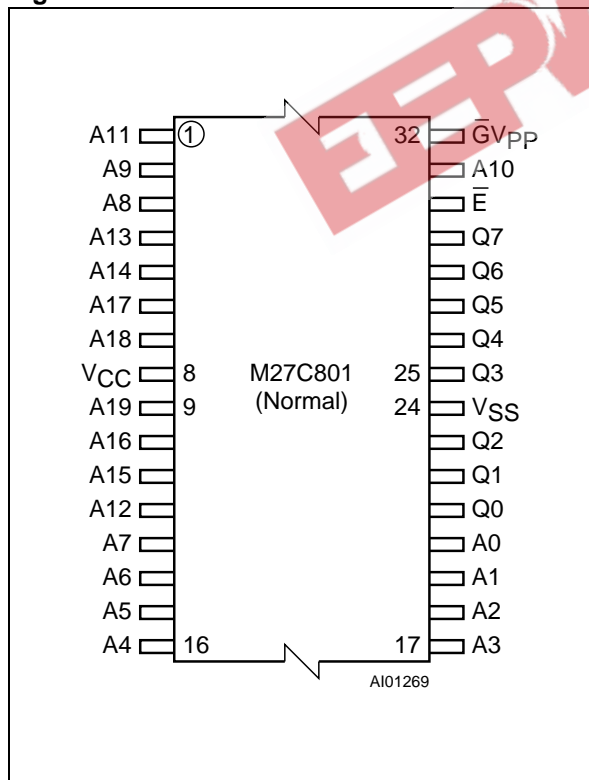 A11 1 32 G̅VPP
A9 A10
A8 E̅
A13 Q7
A14 Q6
A17 Q5
A18 Q4
VCC 8 M27C801 25 Q3
A19 9 (Normal) 24 VSS
A16 Q2
A15 Q1
A12 Q0
A7 A0
A6 A1
A5 A2
A4 16 17 A3
AI01269